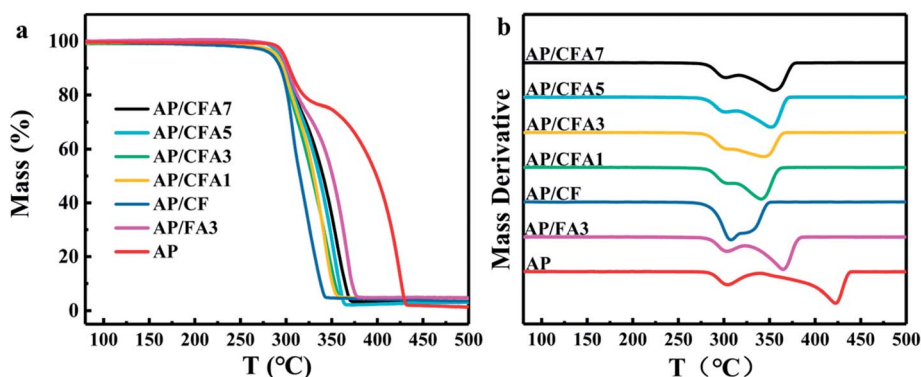 a
Mass (%)
100
80
60
40
20
0
AP/CFA7
AP/CFA5
AP/CFA3
AP/CFA1
AP/CF
AP/FA3
AP
100 150 200 250 300 350 400 450 500
T (°C)
b
Mass Derivative
AP/CFA7
AP/CFA5
AP/CFA3
AP/CFA1
AP/CF
AP/FA3
AP
100 150 200 250 300 350 400 450 500
T（°C）